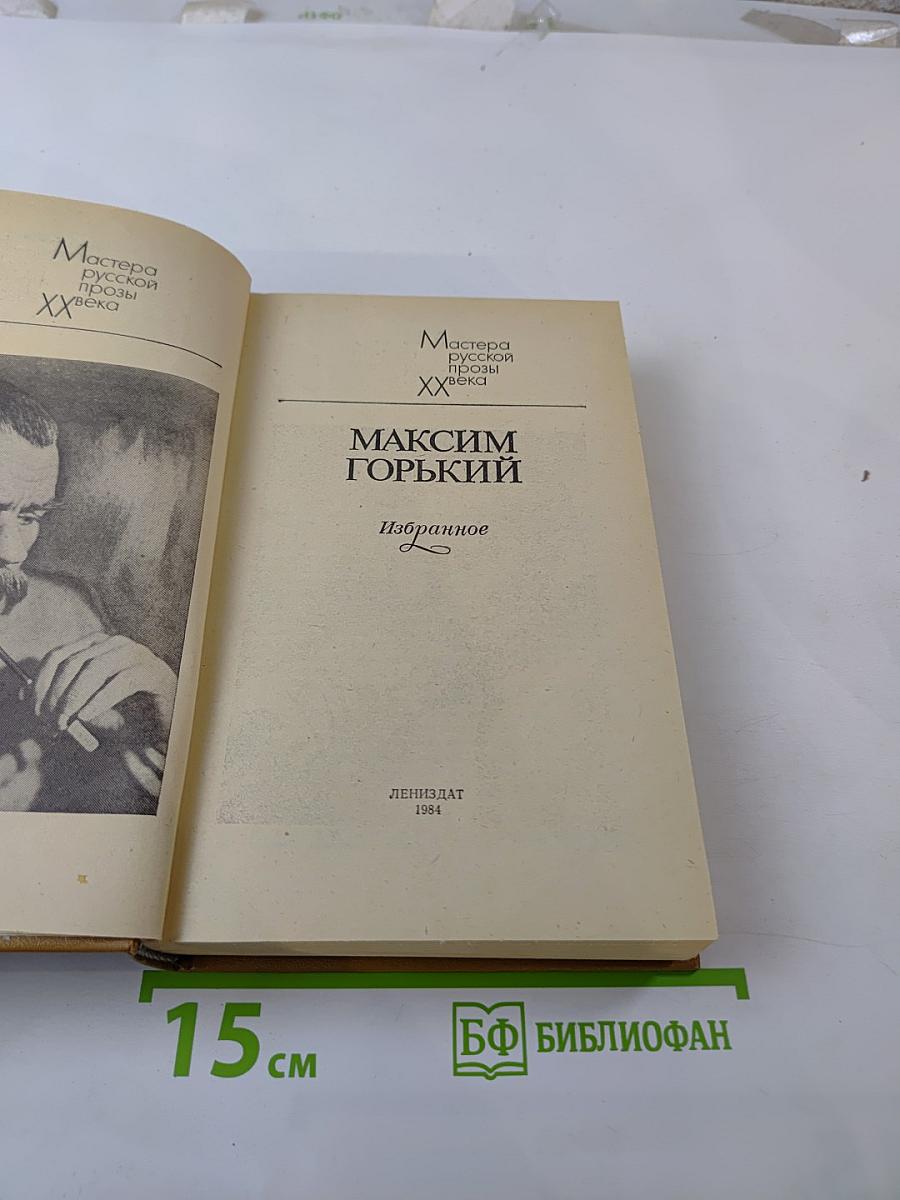 Мастера
русской
прозы
XX века
Мастера
русской
прозы
XX века
МАКСИМ
ГОРЬКИЙ
Избранное
ЛЕНИЗДАТ
1984
15 см
БФ БИБЛИОФАН